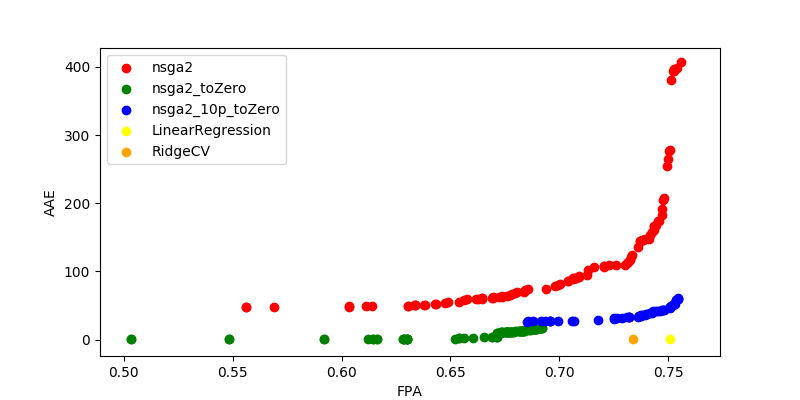 nsga2
nsga2_toZero
nsga2_10p_toZero
LinearRegression
RidgeCV
400
300
200
100
0
AAE
0.50 0.55 0.60 0.65 0.70 0.75
FPA